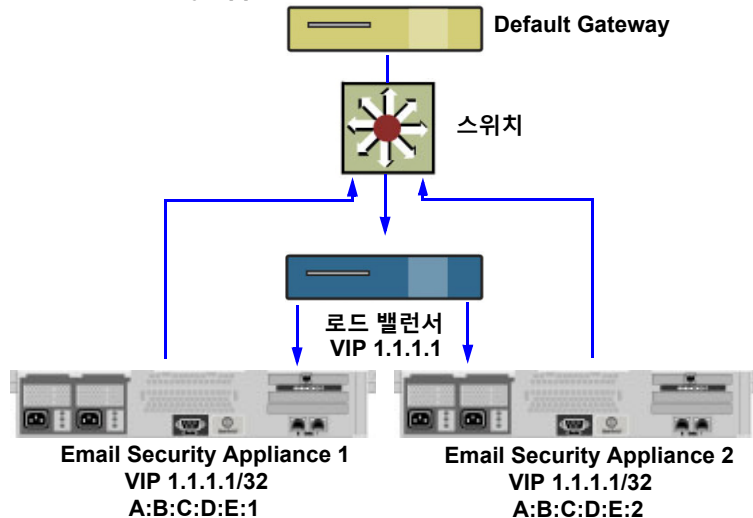 Default Gateway
스위치
로드 밸런서
VIP 1.1.1.1
Email Security Appliance 1
VIP 1.1.1.1/32
A:B:C:D:E:1
Email Security Appliance 2
VIP 1.1.1.1/32
A:B:C:D:E:2